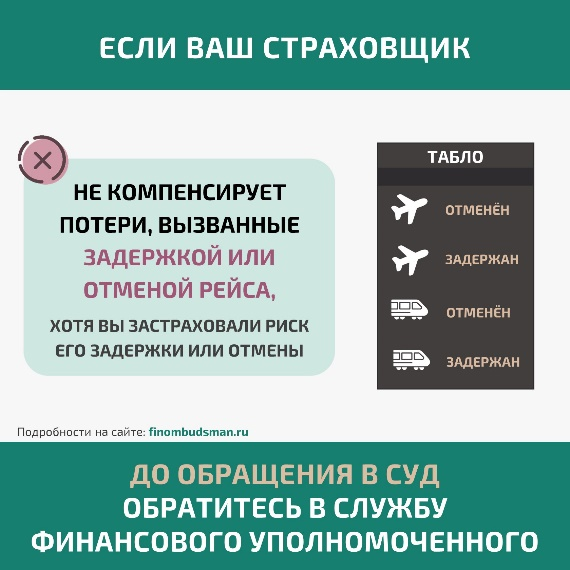 ЕСЛИ ВАШ СТРАХОВЩИК
НЕ КОМПЕНСИРУЕТ
ПОТЕРИ, ВЫЗВАННЫЕ
ЗАДЕРЖКОЙ ИЛИ
ОТМЕНОЙ РЕЙСА,
ХОТЯ ВЫ ЗАСТРАХОВАЛИ РИСК
ЕГО ЗАДЕРЖКИ ИЛИ ОТМЕНЫ
ТАБЛО
ОТМЕНЁН
ЗАДЕРЖАН
ОТМЕНЁН
ЗАДЕРЖАН
Подробности на сайте: finombudsman.ru
ДО ОБРАЩЕНИЯ В СУД
ОБРАТИТЕСЬ В СЛУЖБУ
ФИНАНСОВОГО УПОЛНОМОЧЕННОГО